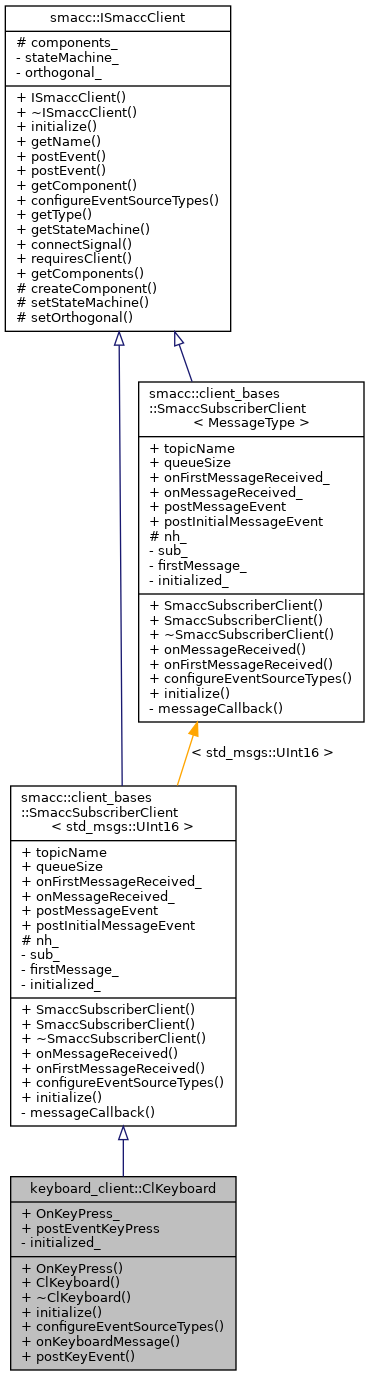 smacc::ISmaccClient
# components_
- stateMachine_
- orthogonal_
+ ISmaccClient()
+ ~ISmaccClient()
+ initialize()
+ getName()
+ postEvent()
+ postEvent()
+ getComponent()
+ configureEventSourceTypes()
+ getType()
+ getStateMachine()
+ connectSignal()
+ requiresClient()
+ getComponents()
# createComponent()
# setStateMachine()
# setOrthogonal()
smacc::client_bases
::SmaccSubscriberClient
< MessageType >
+ topicName
+ queueSize
+ onFirstMessageReceived_
+ onMessageReceived_
+ postMessageEvent
+ postInitialMessageEvent
# nh_
- sub_
- firstMessage_
- initialized_
+ SmaccSubscriberClient()
+ SmaccSubscriberClient()
+ ~SmaccSubscriberClient()
+ onMessageReceived()
+ onFirstMessageReceived()
+ configureEventSourceTypes()
+ initialize()
- messageCallback()
< std_msgs::UInt16 >
smacc::client_bases
::SmaccSubscriberClient
< std_msgs::UInt16 >
+ topicName
+ queueSize
+ onFirstMessageReceived_
+ onMessageReceived_
+ postMessageEvent
+ postInitialMessageEvent
# nh_
- sub_
- firstMessage_
- initialized_
+ SmaccSubscriberClient()
+ SmaccSubscriberClient()
+ ~SmaccSubscriberClient()
+ onMessageReceived()
+ onFirstMessageReceived()
+ configureEventSourceTypes()
+ initialize()
- messageCallback()
keyboard_client::ClKeyboard
+ OnKeyPress_
+ postEventKeyPress
- initialized_
+ OnKeyPress()
+ ClKeyboard()
+ ~ClKeyboard()
+ initialize()
+ configureEventSourceTypes()
+ onKeyboardMessage()
+ postKeyEvent()